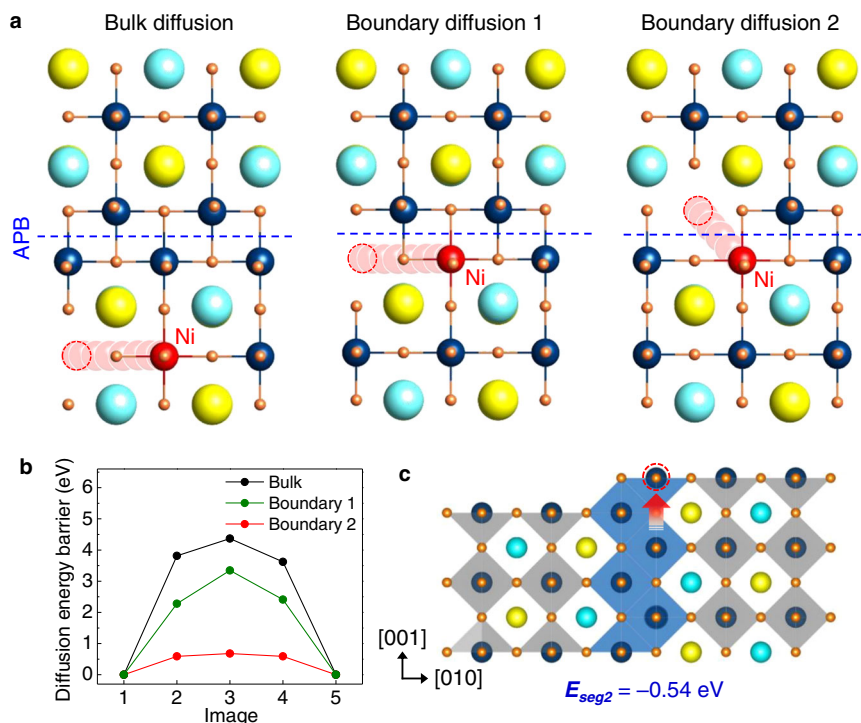 a
Bulk diffusion
Boundary diffusion 1
Boundary diffusion 2
APB
Ni
Ni
Ni
b
Diffusion energy barrier (eV)
6
5
4
3
2
1
0
Bulk
Boundary 1
Boundary 2
1 2 3 4 5
Image
c
[001]
[010]
E_seg2 = −0.54 eV